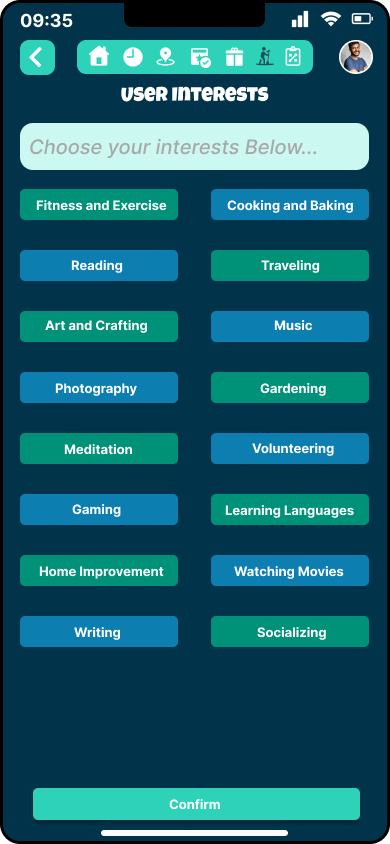 09:35
User Interests
Choose your interests Below...
Fitness and Exercise
Cooking and Baking
Reading
Traveling
Art and Crafting
Music
Photography
Gardening
Meditation
Volunteering
Gaming
Learning Languages
Home Improvement
Watching Movies
Writing
Socializing
Confirm